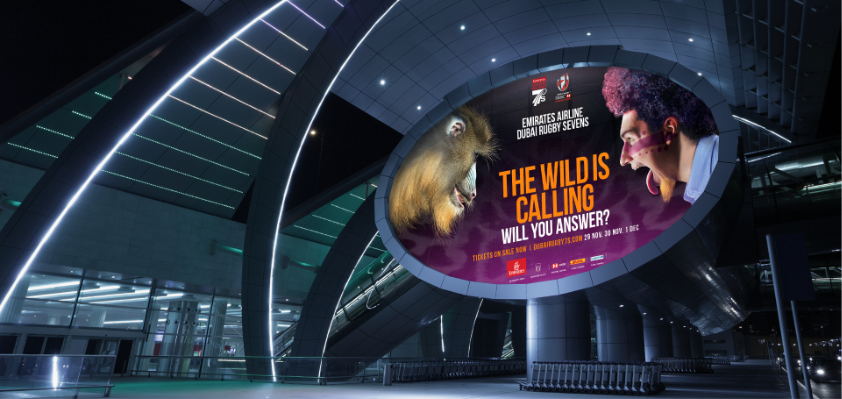 EMIRATES AIRLINE
DUBAI RUGBY SEVENS
THE WILD IS
CALLING
WILL YOU ANSWER?
TICKETS ON SALE NOW | DUBAIRUGBY7S.COM 29 NOV. 30 NOV. 1 DEC
Emirates